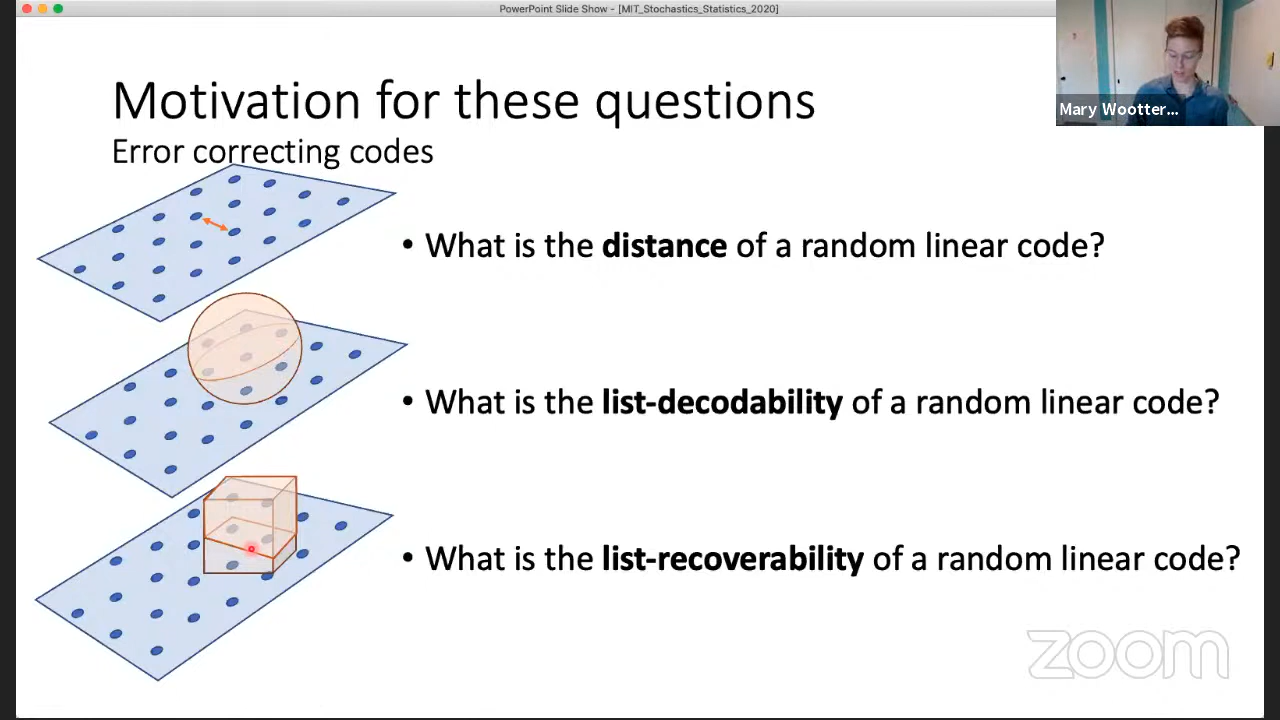 PowerPoint Slide Show - [MIT_Stochastics_Statistics_2020]
Mary Wootter...
Motivation for these questions
Error correcting codes
• What is the distance of a random linear code?
• What is the list-decodability of a random linear code?
• What is the list-recoverability of a random linear code?
zoom